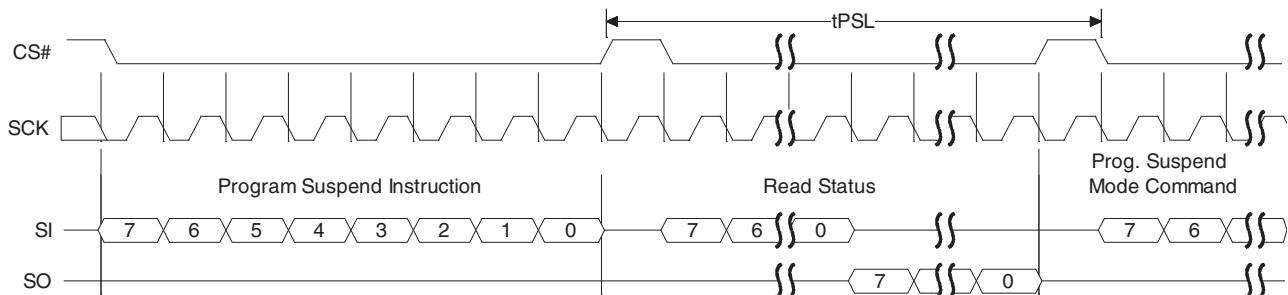 tPSL
CS#
SCK
Prog. Suspend
Program Suspend Instruction Read Status Mode Command
SI 7 6 5 4 3 2 1 0 7 6 0 7 6
SO 7 0